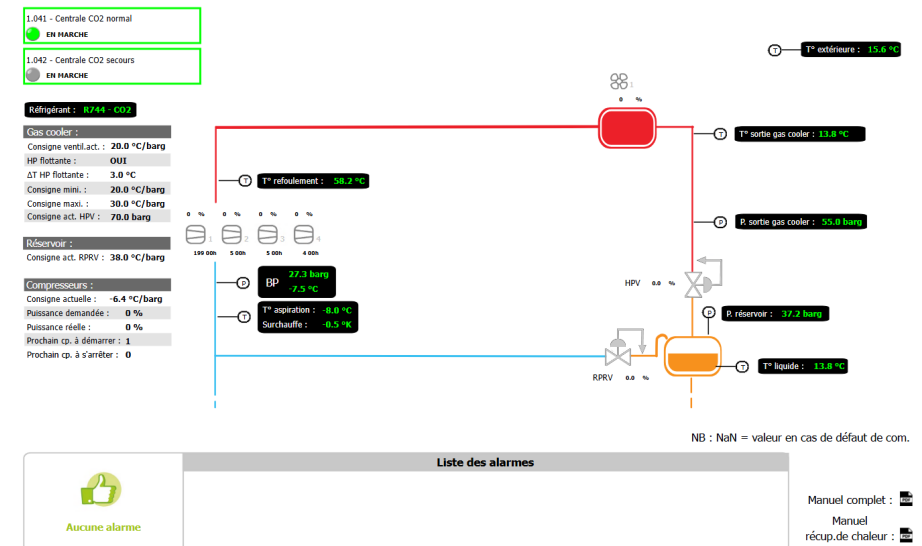 1.041 - Centrale CO2 normal
EN MARCHE
1.042 - Centrale CO2 secours
EN MARCHE
T° extérieure : 15.6 °C
1
0 %
Réfrigérant : R744 - CO2
Gas cooler :
Consigne ventil.act. : 20.0 °C/barg
HP flottante : OUI
ΔT HP flottante : 3.0 °C
Consigne mini. : 20.0 °C/barg
Consigne maxi. : 30.0 °C/barg
Consigne act. HPV : 70.0 barg
Réservoir :
Consigne act. RPRV : 38.0 °C/barg
Compresseurs :
Consigne actuelle : -6.4 °C/barg
Puissance demandée : 0 %
Puissance réelle : 0 %
Prochain cp. à démarrer : 1
Prochain cp. à s'arrêter : 0
T T° sortie gas cooler : 13.8 °C
T T° refoulement : 58.2 °C
0 % 0 % 0 % 0 %
1 2 3 4
199 00h 5 00h 5 00h 4 00h
P P. sortie gas cooler : 55.0 barg
P BP 27.3 barg
-7.5 °C
HPV 0.0 %
T T° aspiration : -8.0 °C
Surchauffe : -0.5 °K
P P. réservoir : 37.2 barg
T T° liquide : 13.8 °C
RPRV 0.0 %
NB : NaN = valeur en cas de défaut de com.
Liste des alarmes
Aucune alarme
Manuel complet : PDF
Manuel
récup.de chaleur : PDF